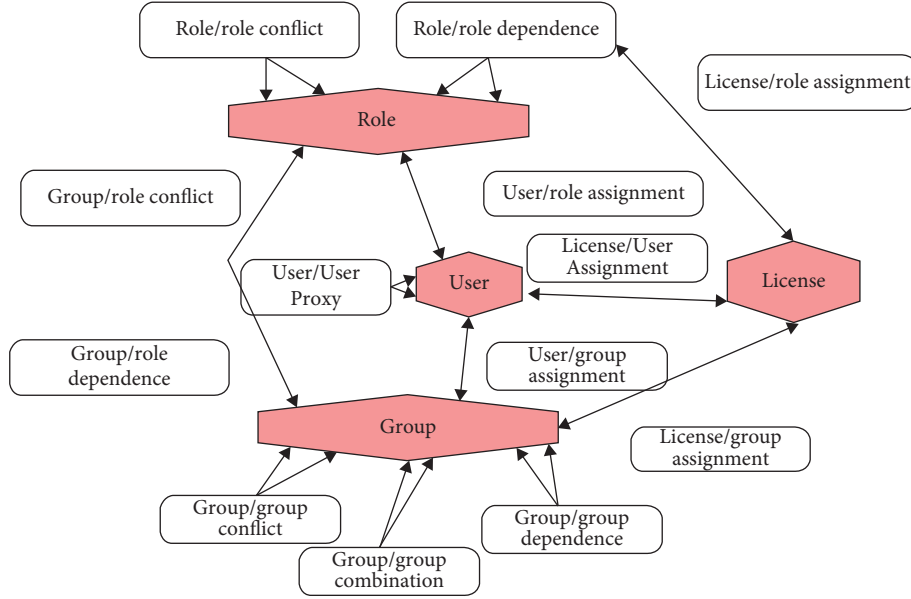 Role/role conflict
Role/role dependence
License/role assignment
Role
Group/role conflict
User/role assignment
License/User
Assignment
User/User
Proxy
User
License
Group/role
dependence
User/group
assignment
Group
License/group
assignment
Group/group
conflict
Group/group
dependence
Group/group
combination